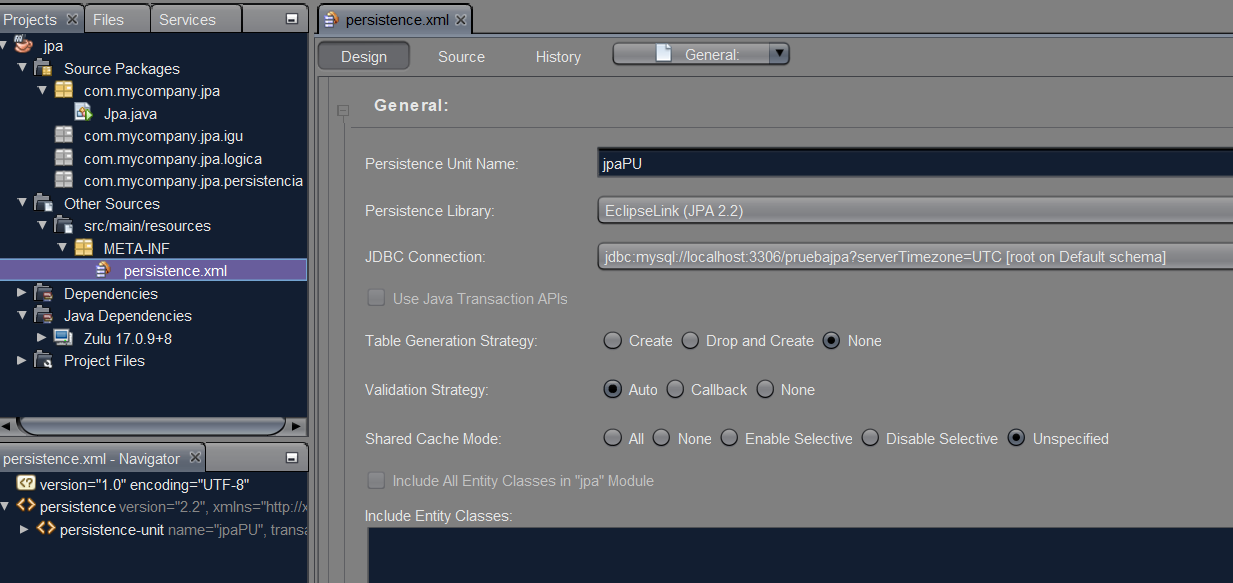 Projects
Files
Services
jpa
Source Packages
com.mycompany.jpa
Jpa.java
com.mycompany.jpa.igu
com.mycompany.jpa.logica
com.mycompany.jpa.persistencia
Other Sources
src/main/resources
META-INF
persistence.xml
Dependencies
Java Dependencies
Zulu 17.0.9+8
Project Files
persistence.xml - Navigator
version="1.0" encoding="UTF-8"
persistence version="2.2", xmlns="http://x
persistence-unit name="jpaPU", transa
persistence.xml
Design Source History General:
General:
Persistence Unit Name: jpaPU
Persistence Library: EclipseLink (JPA 2.2)
JDBC Connection: jdbc:mysql://localhost:3306/pruebajpa?serverTimezone=UTC [root on Default schema]
Use Java Transaction APIs
Table Generation Strategy: Create Drop and Create None
Validation Strategy: Auto Callback None
Shared Cache Mode: All None Enable Selective Disable Selective Unspecified
Include All Entity Classes in "jpa" Module
Include Entity Classes: